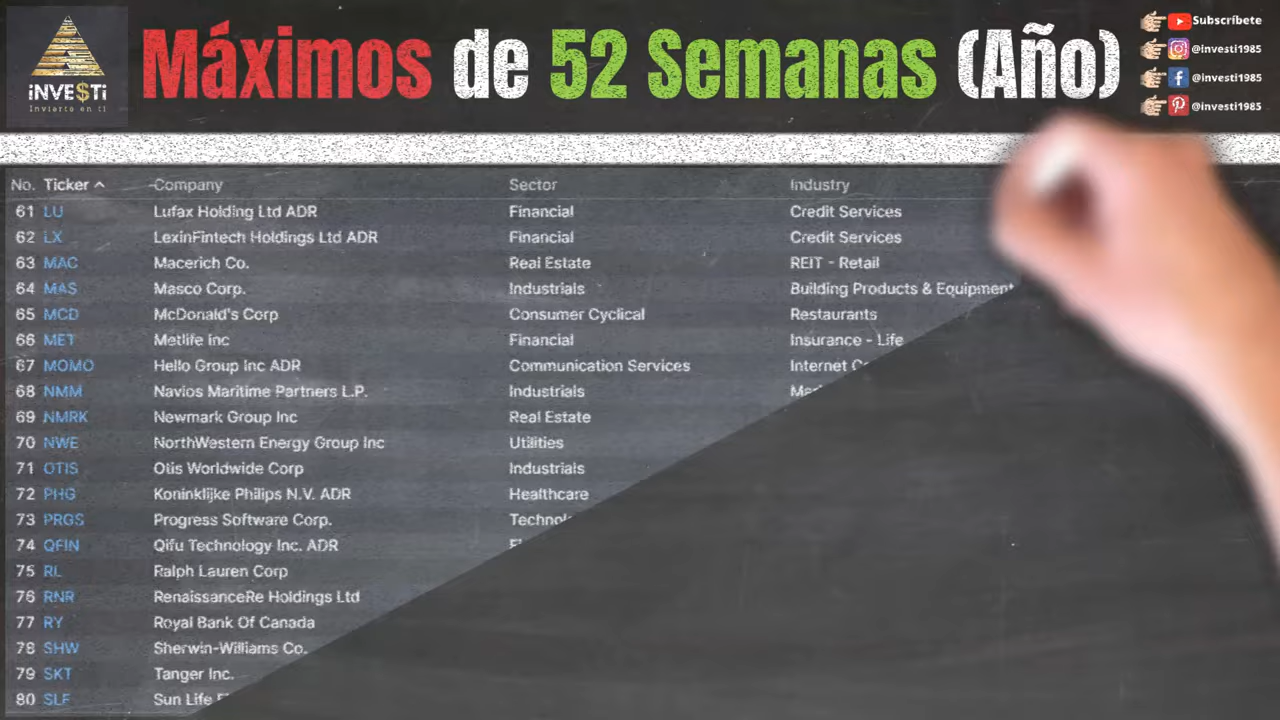 iNVE$Ti
Invierte en ti
Máximos de 52 Semanas (Año)
Subscríbete
@investi1985
@investi1985
@investi1985
No. Ticker Company Sector Industry
61 LU Lufax Holding Ltd ADR Financial Credit Services
62 LX LexinFintech Holdings Ltd ADR Financial Credit Services
63 MAC Macerich Co. Real Estate REIT - Retail
64 MAS Masco Corp. Industrials Building Products & Equipment
65 MCD McDonald's Corp Consumer Cyclical Restaurants
66 MET Metlife Inc Financial Insurance - Life
67 MOMO Hello Group Inc ADR Communication Services Internet
68 NMM Navios Maritime Partners L.P. Industrials
69 NMRK Newmark Group Inc Real Estate
70 NWE NorthWestern Energy Group Inc Utilities
71 OTIS Otis Worldwide Corp Industrials
72 PHG Koninklijke Philips N.V. ADR Healthcare
73 PRGS Progress Software Corp.
74 QFIN Qifu Technology Inc. ADR
75 RL Ralph Lauren Corp
76 RNR RenaissanceRe Holdings Ltd
77 RY Royal Bank Of Canada
78 SHW Sherwin-Williams Co.
79 SKT Tanger Inc.
80 SLF Sun Life